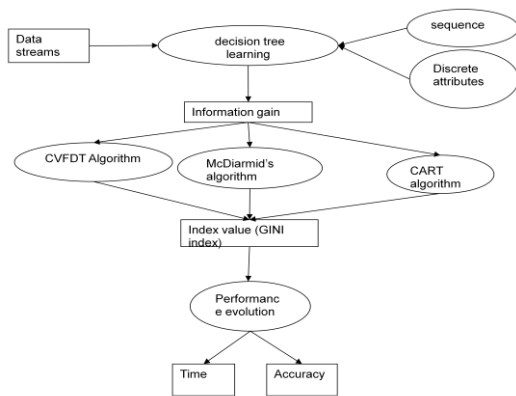 Data
streams
decision tree
learning
sequence
Discrete
attributes
Information gain
CVFDT Algorithm
McDiarmid's
algorithm
CART
algorithm
Index value (GINI
index)
Performanc
e evolution
Time
Accuracy